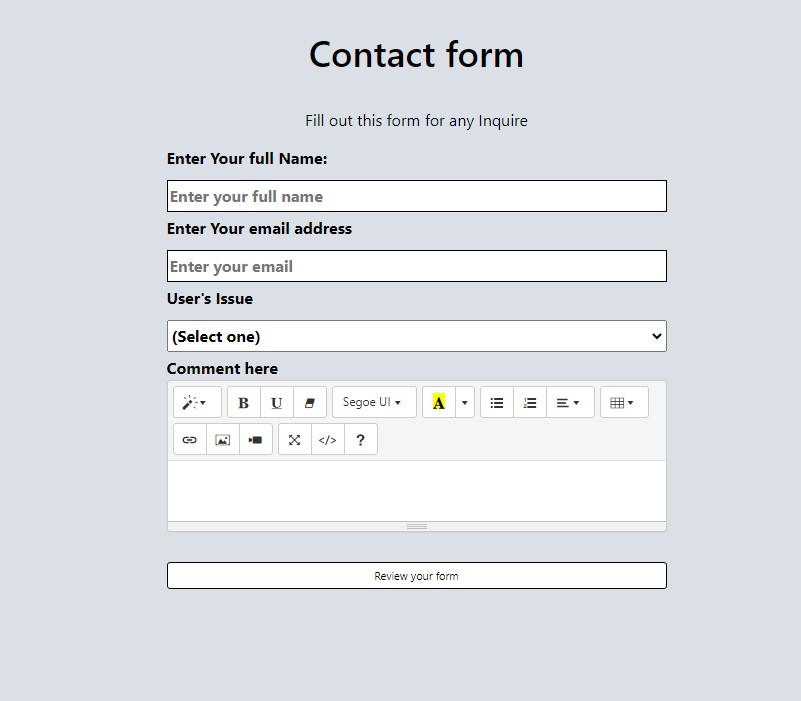 Contact form
Fill out this form for any Inquire
Enter Your full Name:
Enter your full name
Enter Your email address
Enter your email
User's Issue
(Select one)
Comment here
B U Segoe UI A
</> ?
Review your form